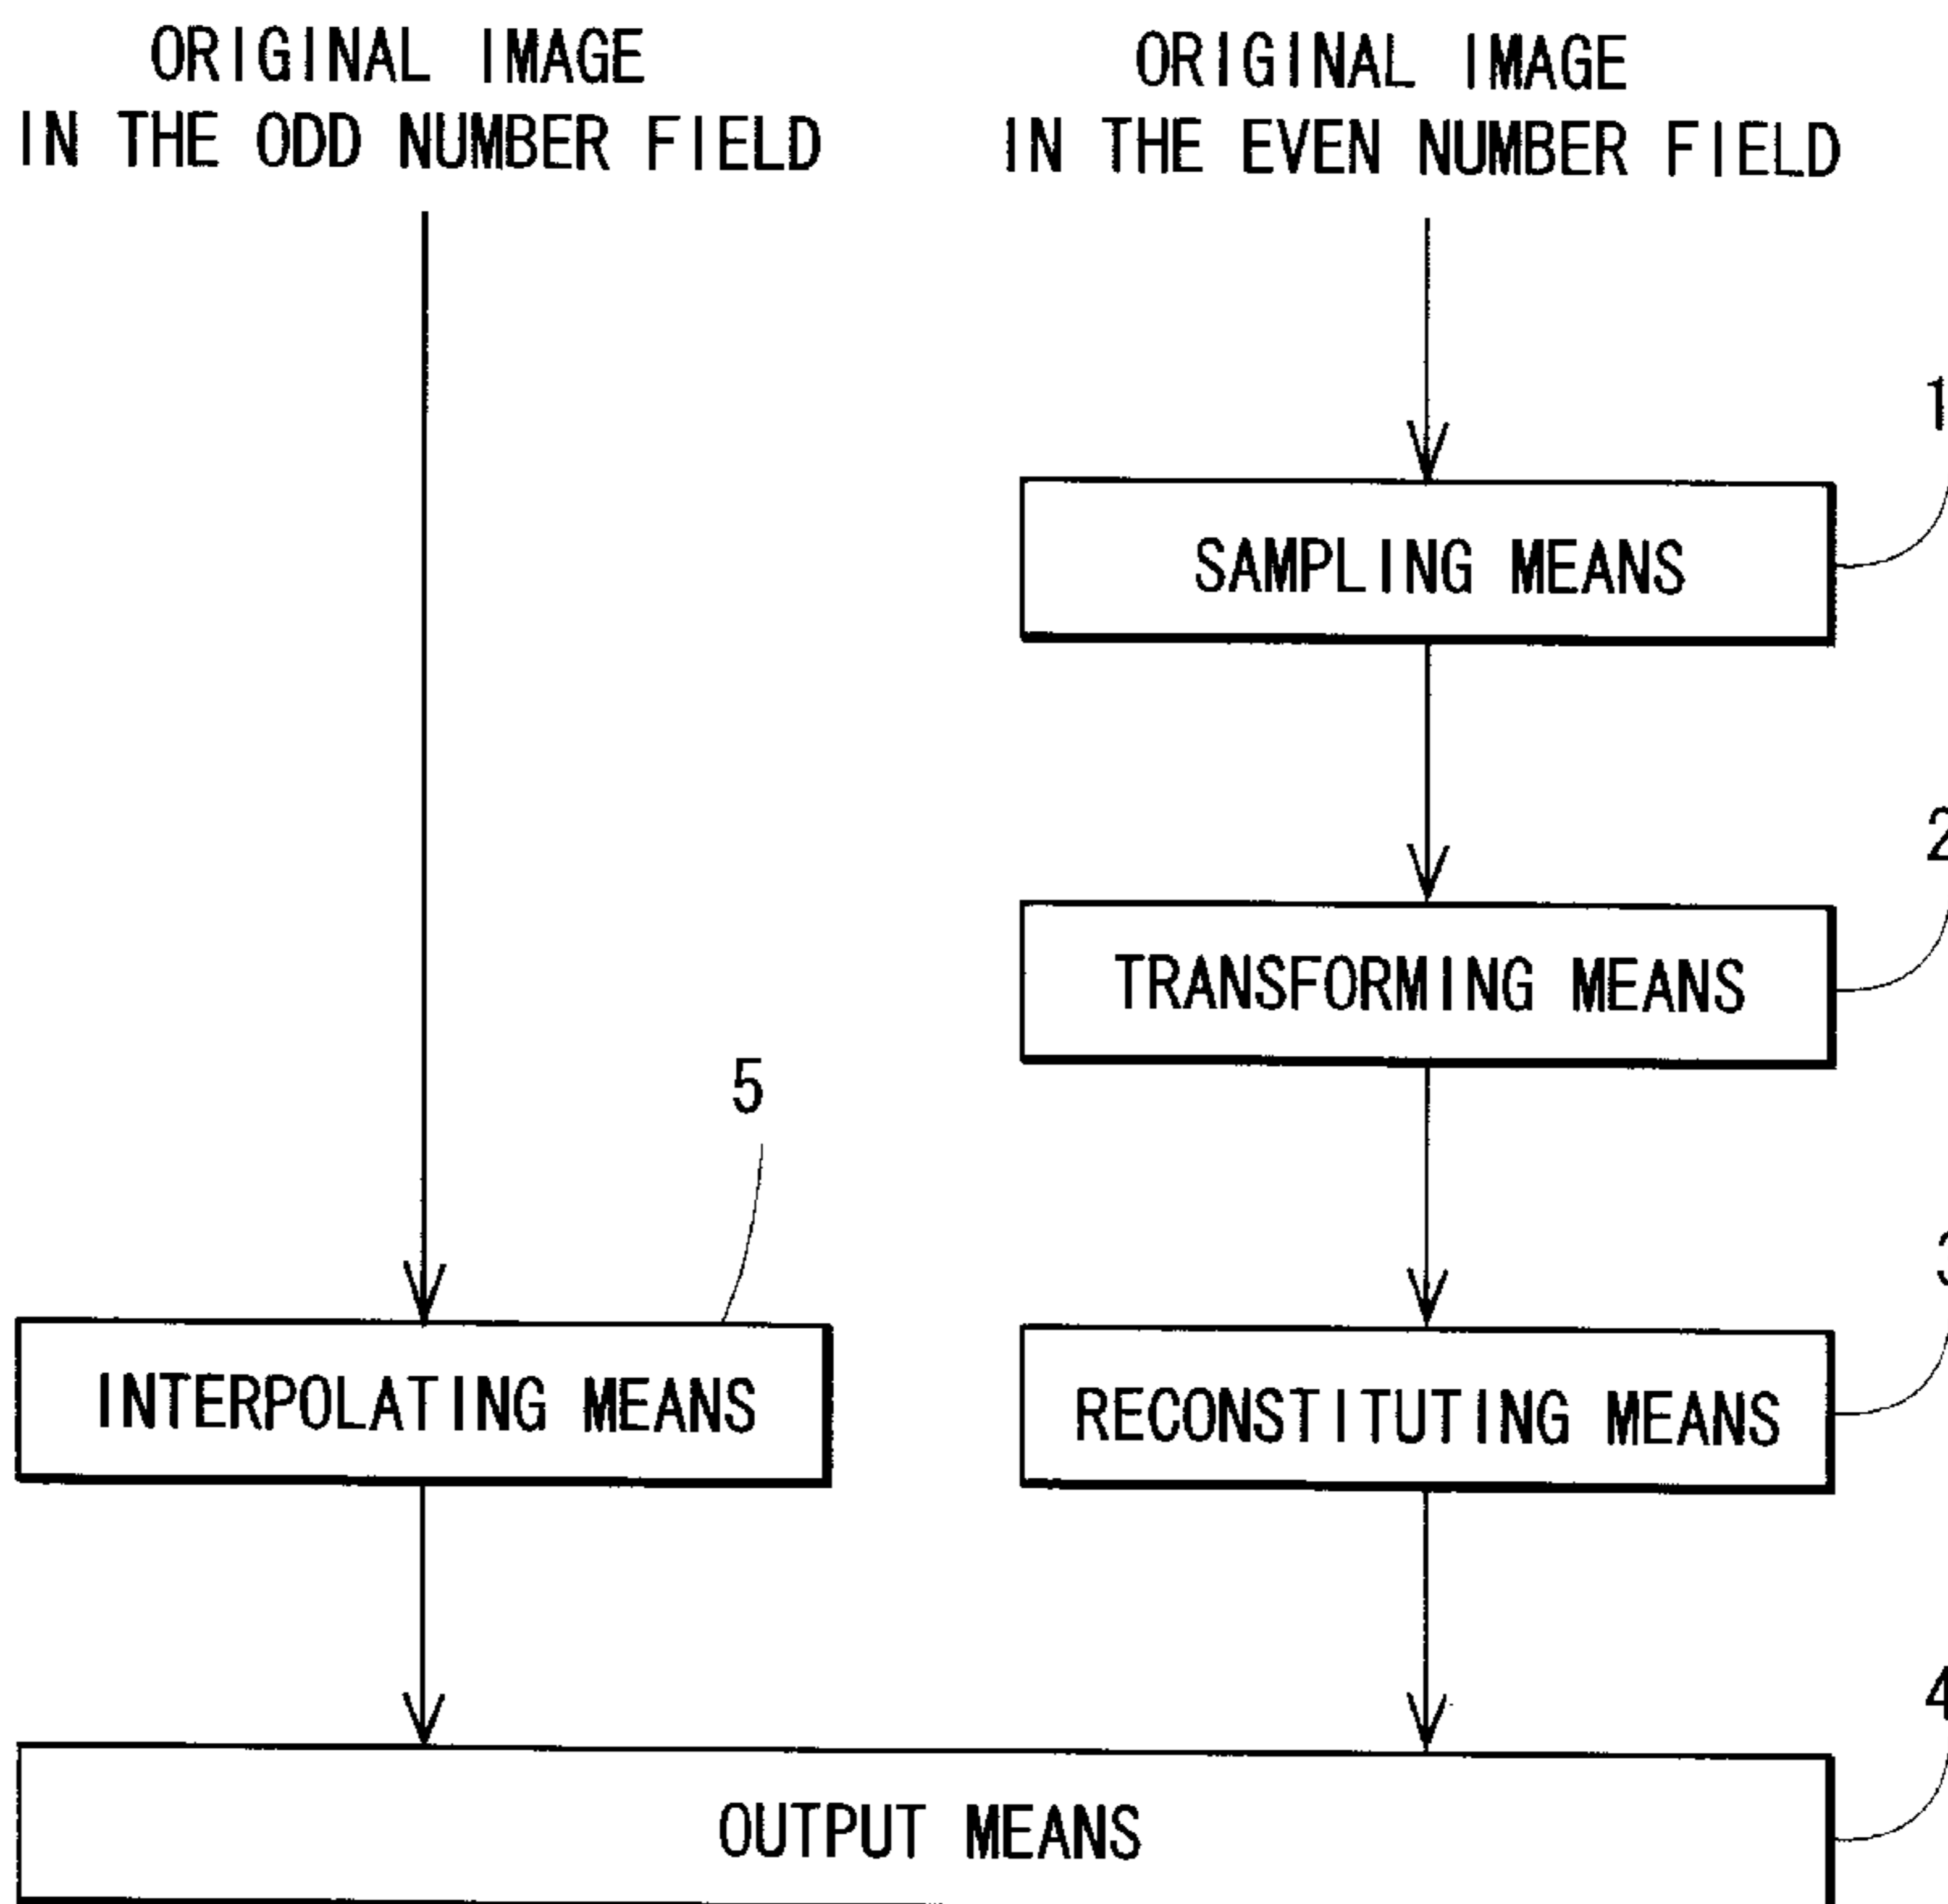 ORIGINAL IMAGE
IN THE ODD NUMBER FIELD
ORIGINAL IMAGE
IN THE EVEN NUMBER FIELD
1
SAMPLING MEANS
2
TRANSFORMING MEANS
5
3
INTERPOLATING MEANS
RECONSTITUTING MEANS
4
OUTPUT MEANS